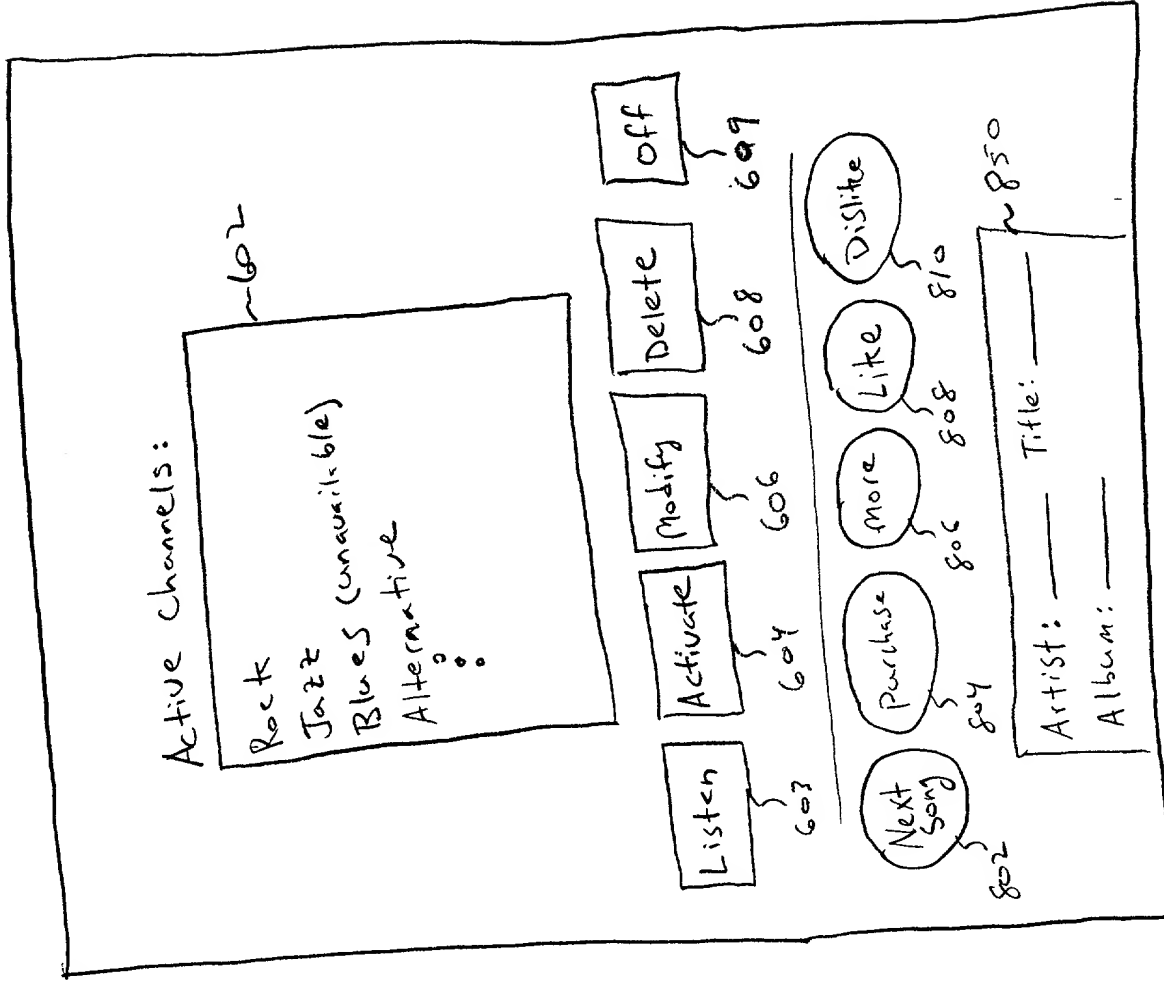 Active Channels:
602
Rock
Jazz
Blues (unavailable)
Alternative
Listen
Activate
Modify
Delete
Off
603
604
606
608
609
Next
Song
Purchase
More
Like
Dislike
802
804
806
808
810
850
Artist: Title:
Album: